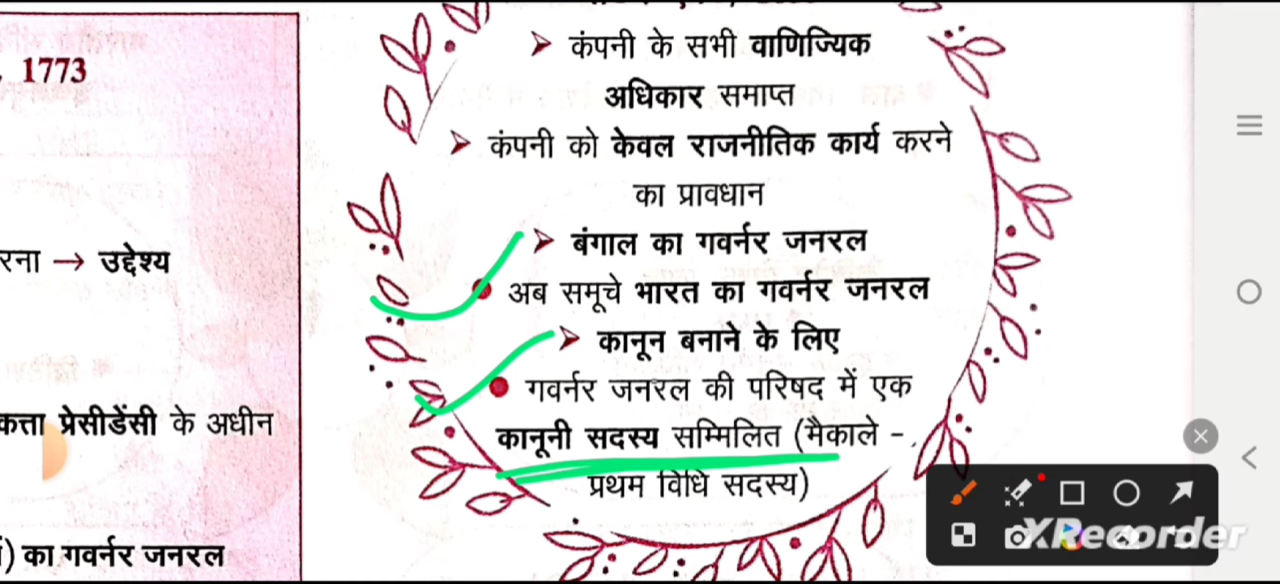 1773
रना → उद्देश्य
कत्ता प्रेसीडेंसी के अधीन
) का गवर्नर जनरल
➤ कंपनी के सभी वाणिज्यिक
अधिकार समाप्त
➤ कंपनी को केवल राजनीतिक कार्य करने
का प्रावधान
➤ बंगाल का गवर्नर जनरल
● अब समूचे भारत का गवर्नर जनरल
➤ कानून बनाने के लिए
● गवर्नर जनरल की परिषद में एक
कानूनी सदस्य सम्मिलित (मैकाले -
प्रथम विधि सदस्य)
XRecorder